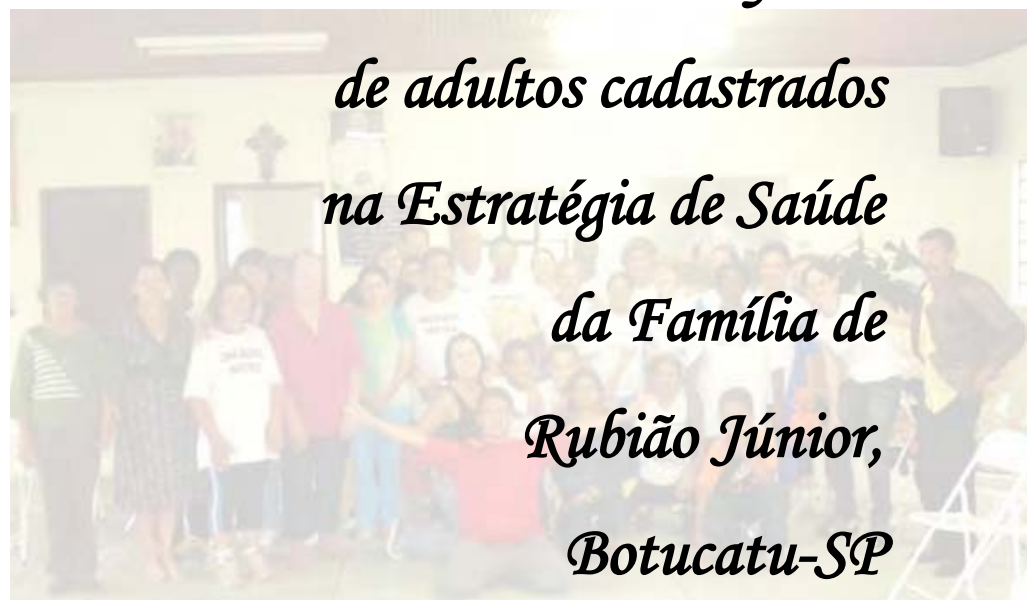 de adultos cadastrados
na Estratégia de Saúde
da Família de
Rubião Júnior,
Botucatu-SP